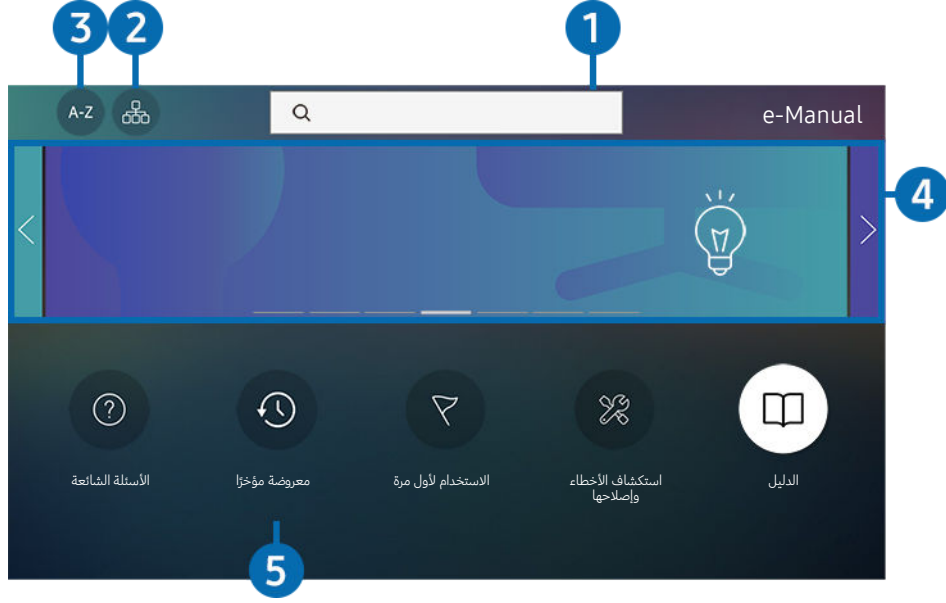 3
2
1
A-Z
e-Manual
4
?
الدليل
استكشاف الأخطاء
وإصلاحها
الاستخدام لأول مرة
معروضة مؤخرًا
الأسئلة الشائعة
5